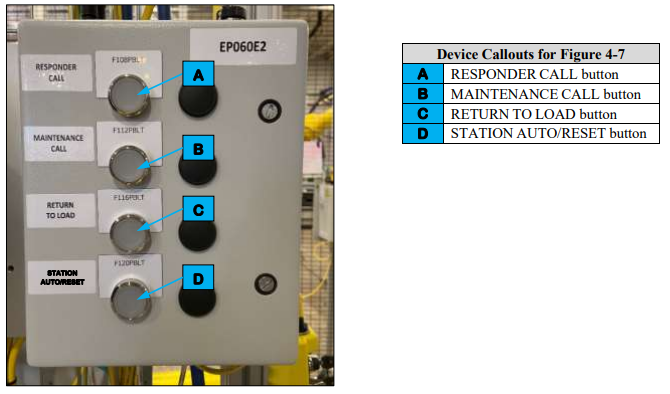 EP060E2
RESPONDER
CALL
F108PBLT
A
MAINTENANCE
CALL
F112PBLT
B
RETURN
TO LOAD
F116PBLT
C
STATION
AUTO/RESET
F120PBLT
D
Device Callouts for Figure 4-7
A RESPONDER CALL button
B MAINTENANCE CALL button
C RETURN TO LOAD button
D STATION AUTO/RESET button